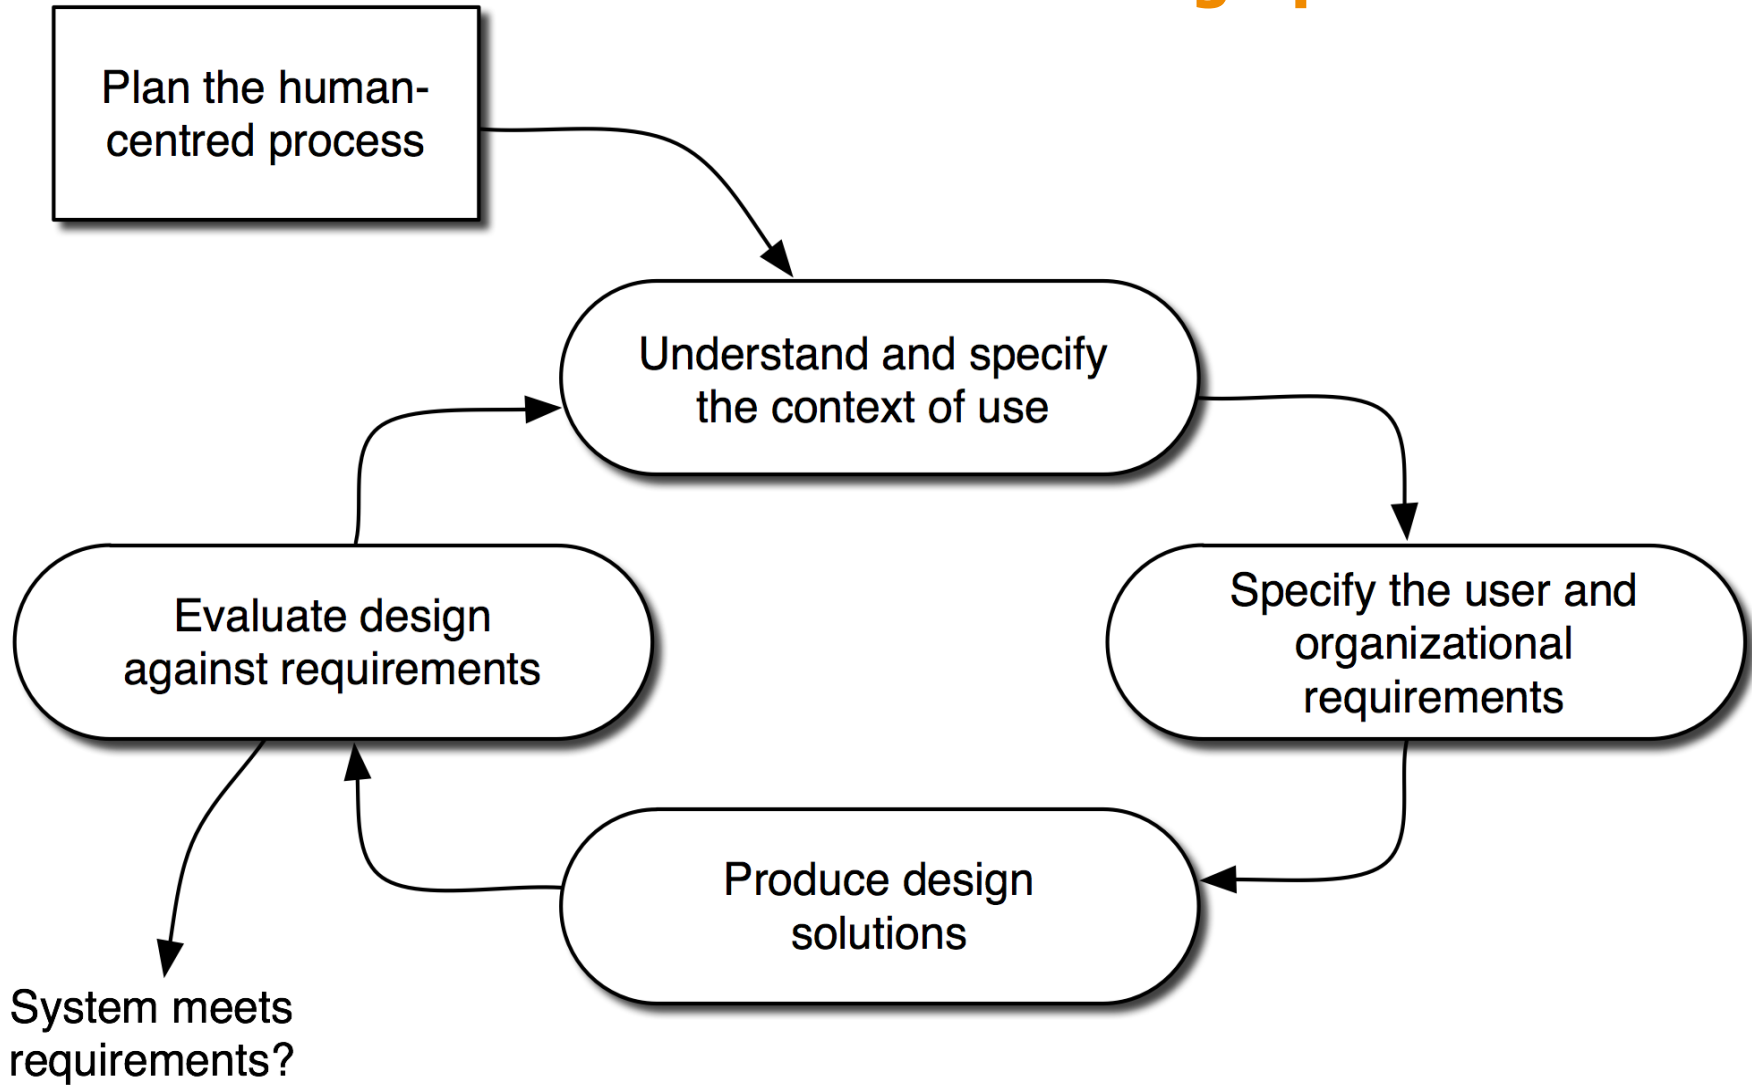 Plan the human-
centred process
Understand and specify
the context of use
Specify the user and
organizational
requirements
Produce design
solutions
Evaluate design
against requirements
System meets
requirements?